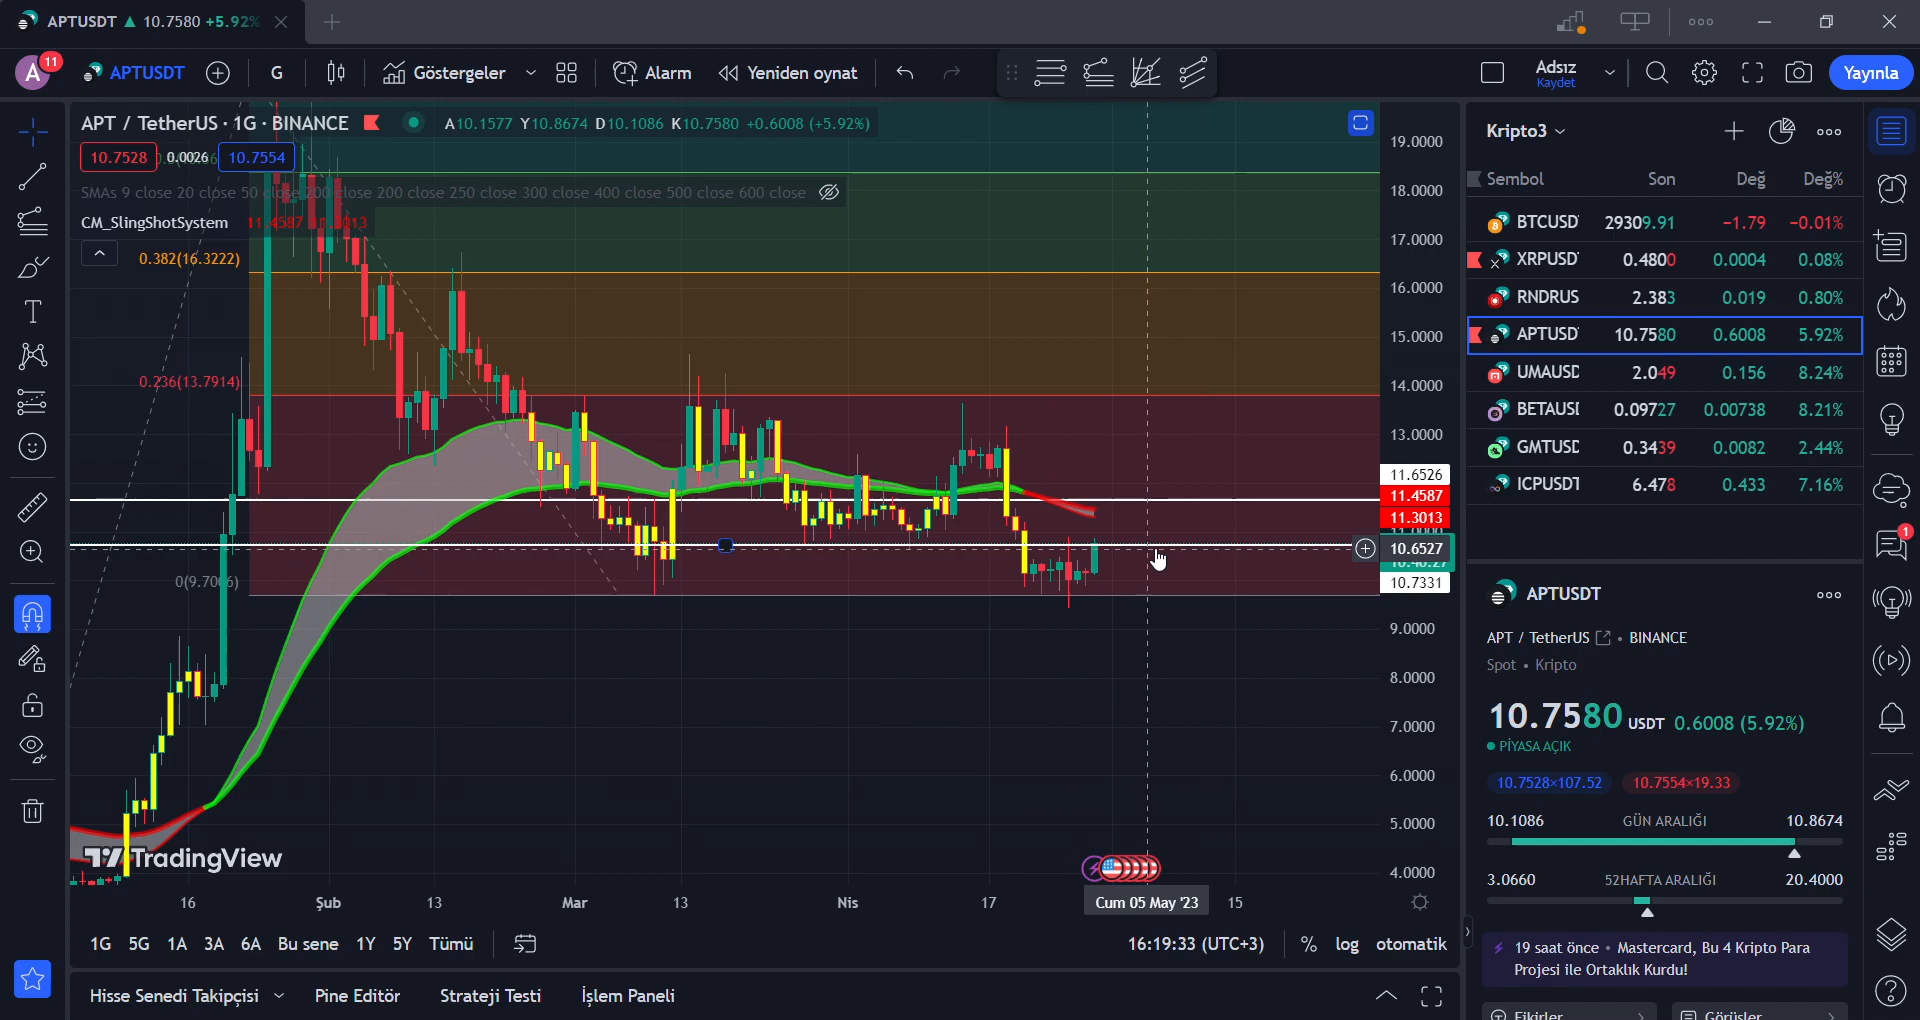 APTUSDT ▲ 10.7580 +5.92%
A 11
APTUSDT
G
Göstergeler
Alarm
Yeniden oynat
Adsız
Kaydet
Yayınla
APT / TetherUS · 1G · BINANCE
A10.1577 Y10.8674 D10.1086 K10.7580 +0.6008 (+5.92%)
10.7528 0.0026 10.7554
SMAs 9 close 20 close 50 close 200 close 200 close 250 close 300 close 400 close 500 close 600 close
CM_SlingShotSystem 11.4587 11.3013
0.382(16.3222)
0.236(13.7914)
0(9.7006)
19.0000
18.0000
17.0000
16.0000
15.0000
14.0000
13.0000
11.6526
11.4587
11.3013
10.6527
10.7331
9.0000
8.0000
7.0000
6.0000
5.0000
4.0000
TradingView
16 Şub 13 Mar 13 Nis 17 Cum 05 May '23 15
1G 5G 1A 3A 6A Bu sene 1Y 5Y Tümü
16:19:33 (UTC+3) % log otomatik
Hisse Senedi Takipçisi Pine Editör Strateji Testi İşlem Paneli
Kripto3
Sembol Son Değ Değ%
BTCUSD 29309.91 −1.79 −0.01%
XRPUSD 0.4800 0.0004 0.08%
RNDRUS 2.383 0.019 0.80%
APTUSD 10.7580 0.6008 5.92%
UMAUSD 2.049 0.156 8.24%
BETAUSI 0.09727 0.00738 8.21%
GMTUSD 0.3439 0.0082 2.44%
ICPUSDT 6.478 0.433 7.16%
APTUSDT
APT / TetherUS • BINANCE
Spot • Kripto
10.7580 USDT 0.6008 (5.92%)
PİYASA AÇIK
10.7528×107.52 10.7554×19.33
10.1086 GÜN ARALIĞI 10.8674
3.0660 52HAFTA ARALIĞI 20.4000
19 saat önce • Mastercard, Bu 4 Kripto Para
Projesi ile Ortaklık Kurdu!
Fikirler Görüşler
1